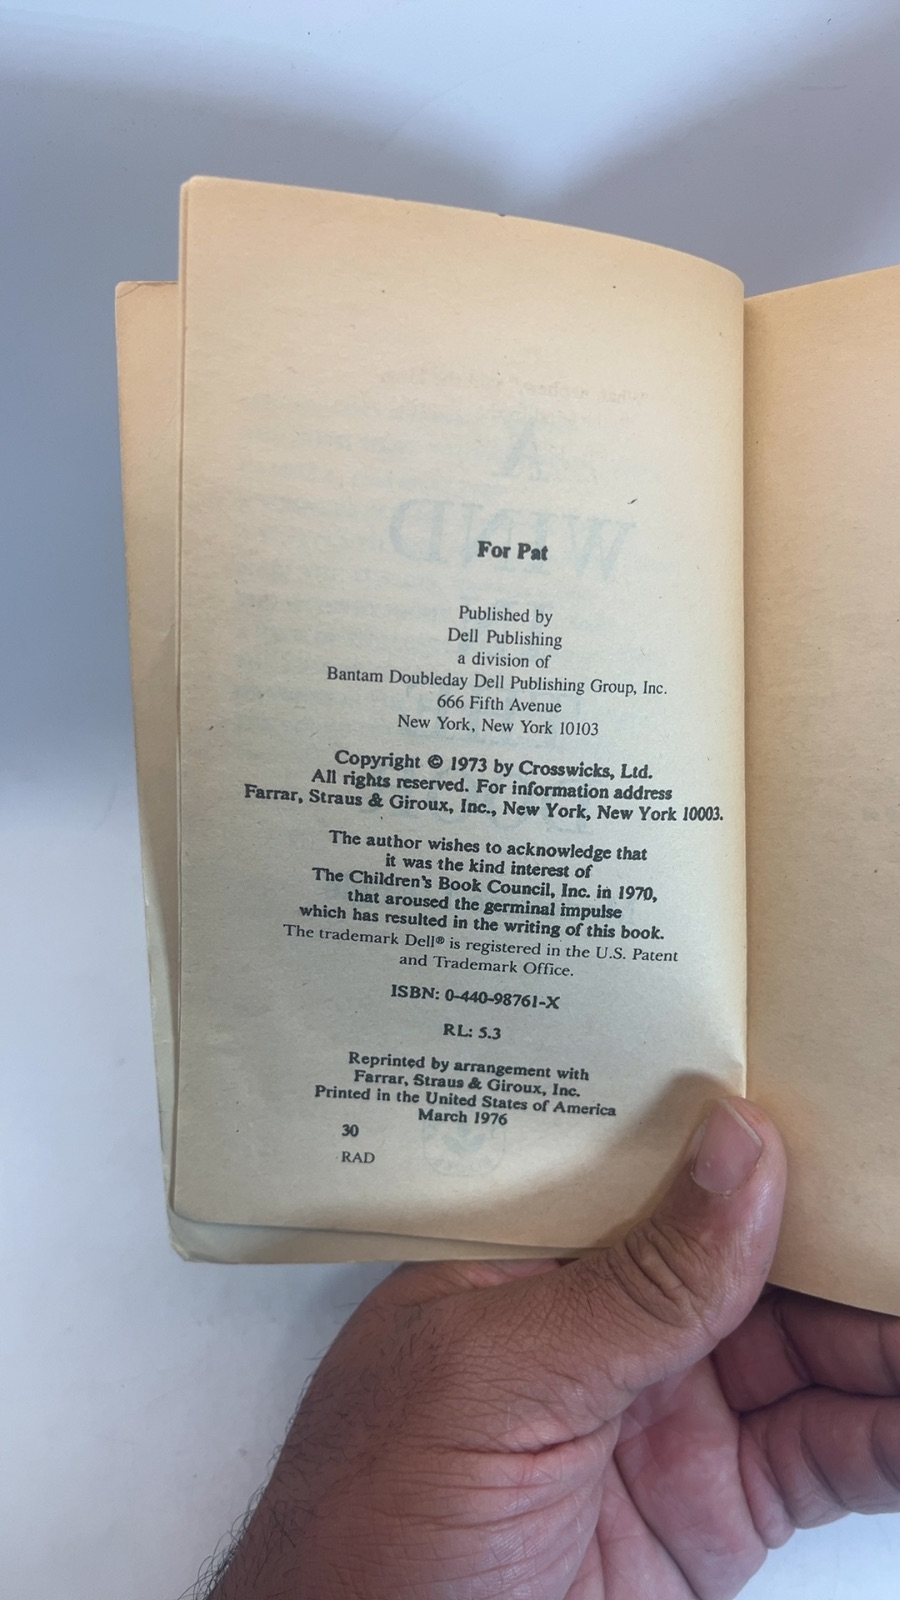 For Pat
Published by
Dell Publishing
a division of
Bantam Doubleday Dell Publishing Group, Inc.
666 Fifth Avenue
New York, New York 10103
Copyright © 1973 by Crosswicks, Ltd.
All rights reserved. For information address
Farrar, Straus & Giroux, Inc., New York, New York 10003.
The author wishes to acknowledge that
it was the kind interest of
The Children's Book Council, Inc. in 1970,
that aroused the germinal impulse
which has resulted in the writing of this book.
The trademark Dell® is registered in the U.S. Patent
and Trademark Office.
ISBN: 0-440-98761-X
RL: 5.3
Reprinted by arrangement with
Farrar, Straus & Giroux, Inc.
Printed in the United States of America
March 1976
30
RAD
A
WIND